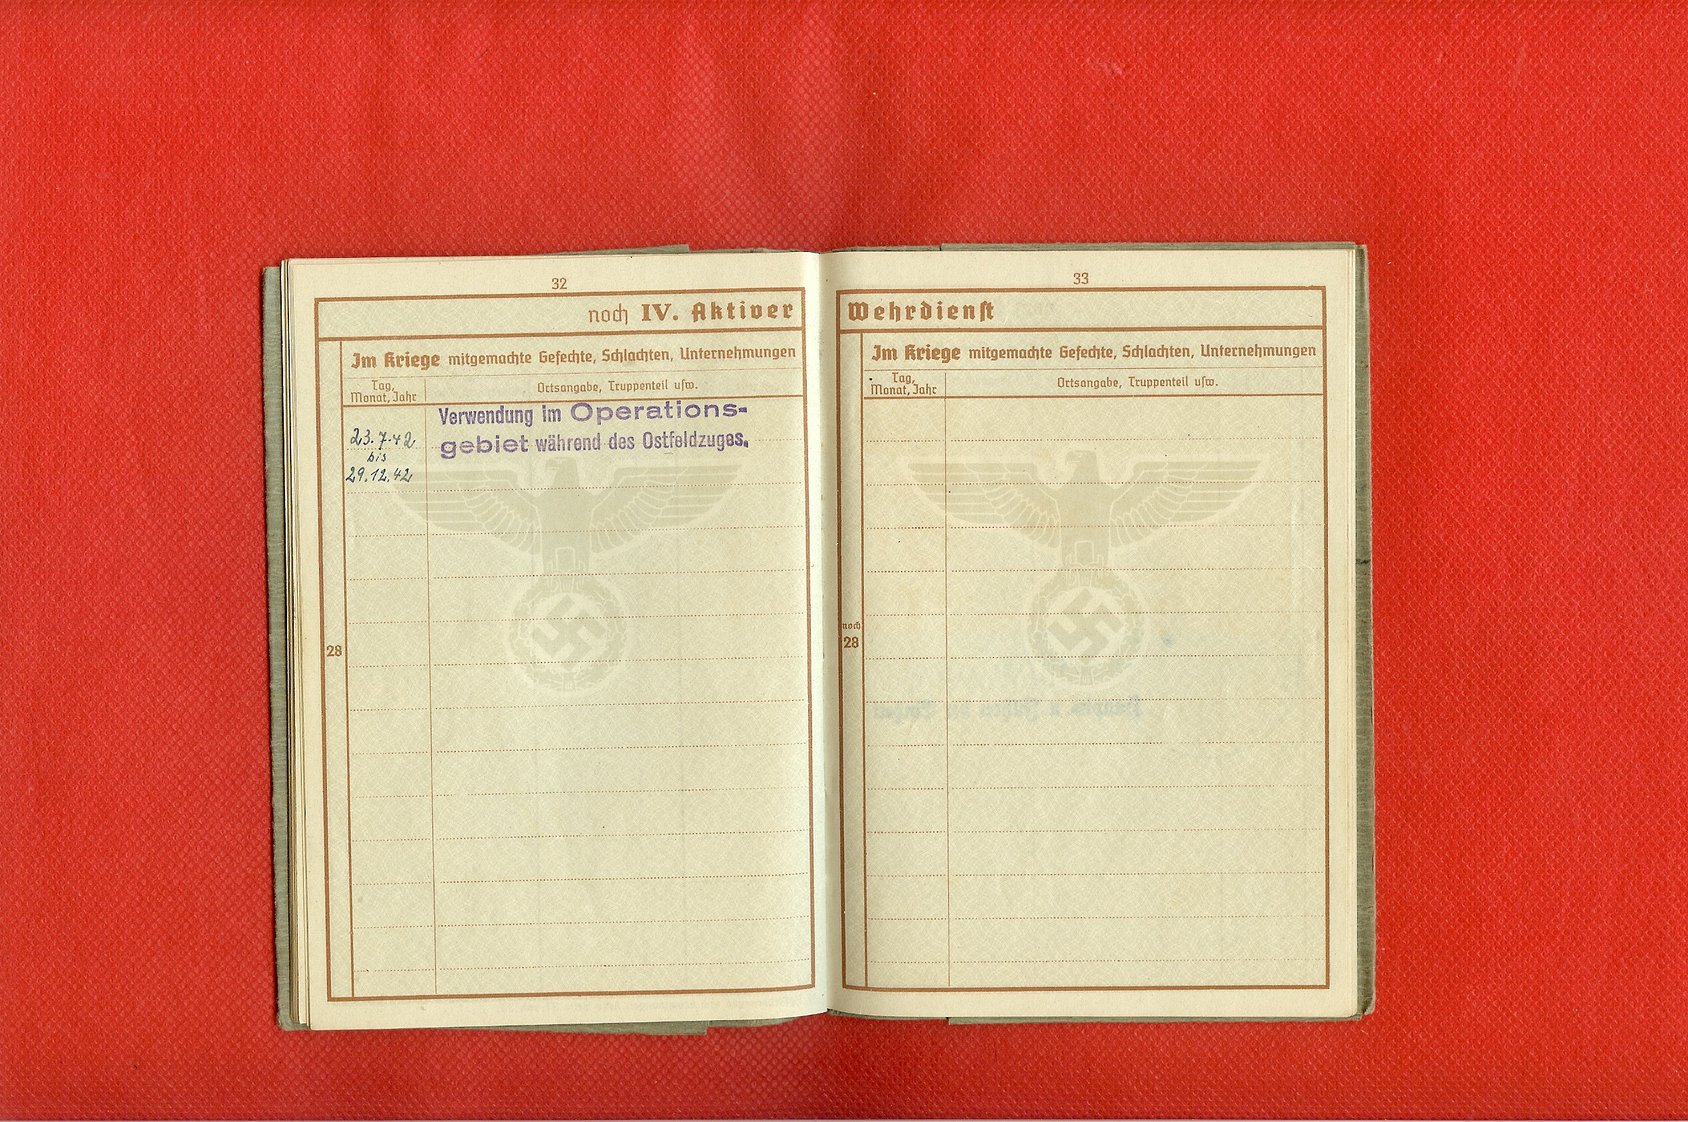 32
noch IV. Aktiver
Im Kriege mitgemachte Gefechte, Schlachten, Unternehmungen
Tag,
Monat, Jahr
Ortsangabe, Truppenteil usw.
23.7.42
bis
29.12.42
Verwendung im Operations-
gebiet während des Ostfeldzuges.
28
33
Wehrdienst
Im Kriege mitgemachte Gefechte, Schlachten, Unternehmungen
Tag,
Monat, Jahr
Ortsangabe, Truppenteil usw.
noch
28